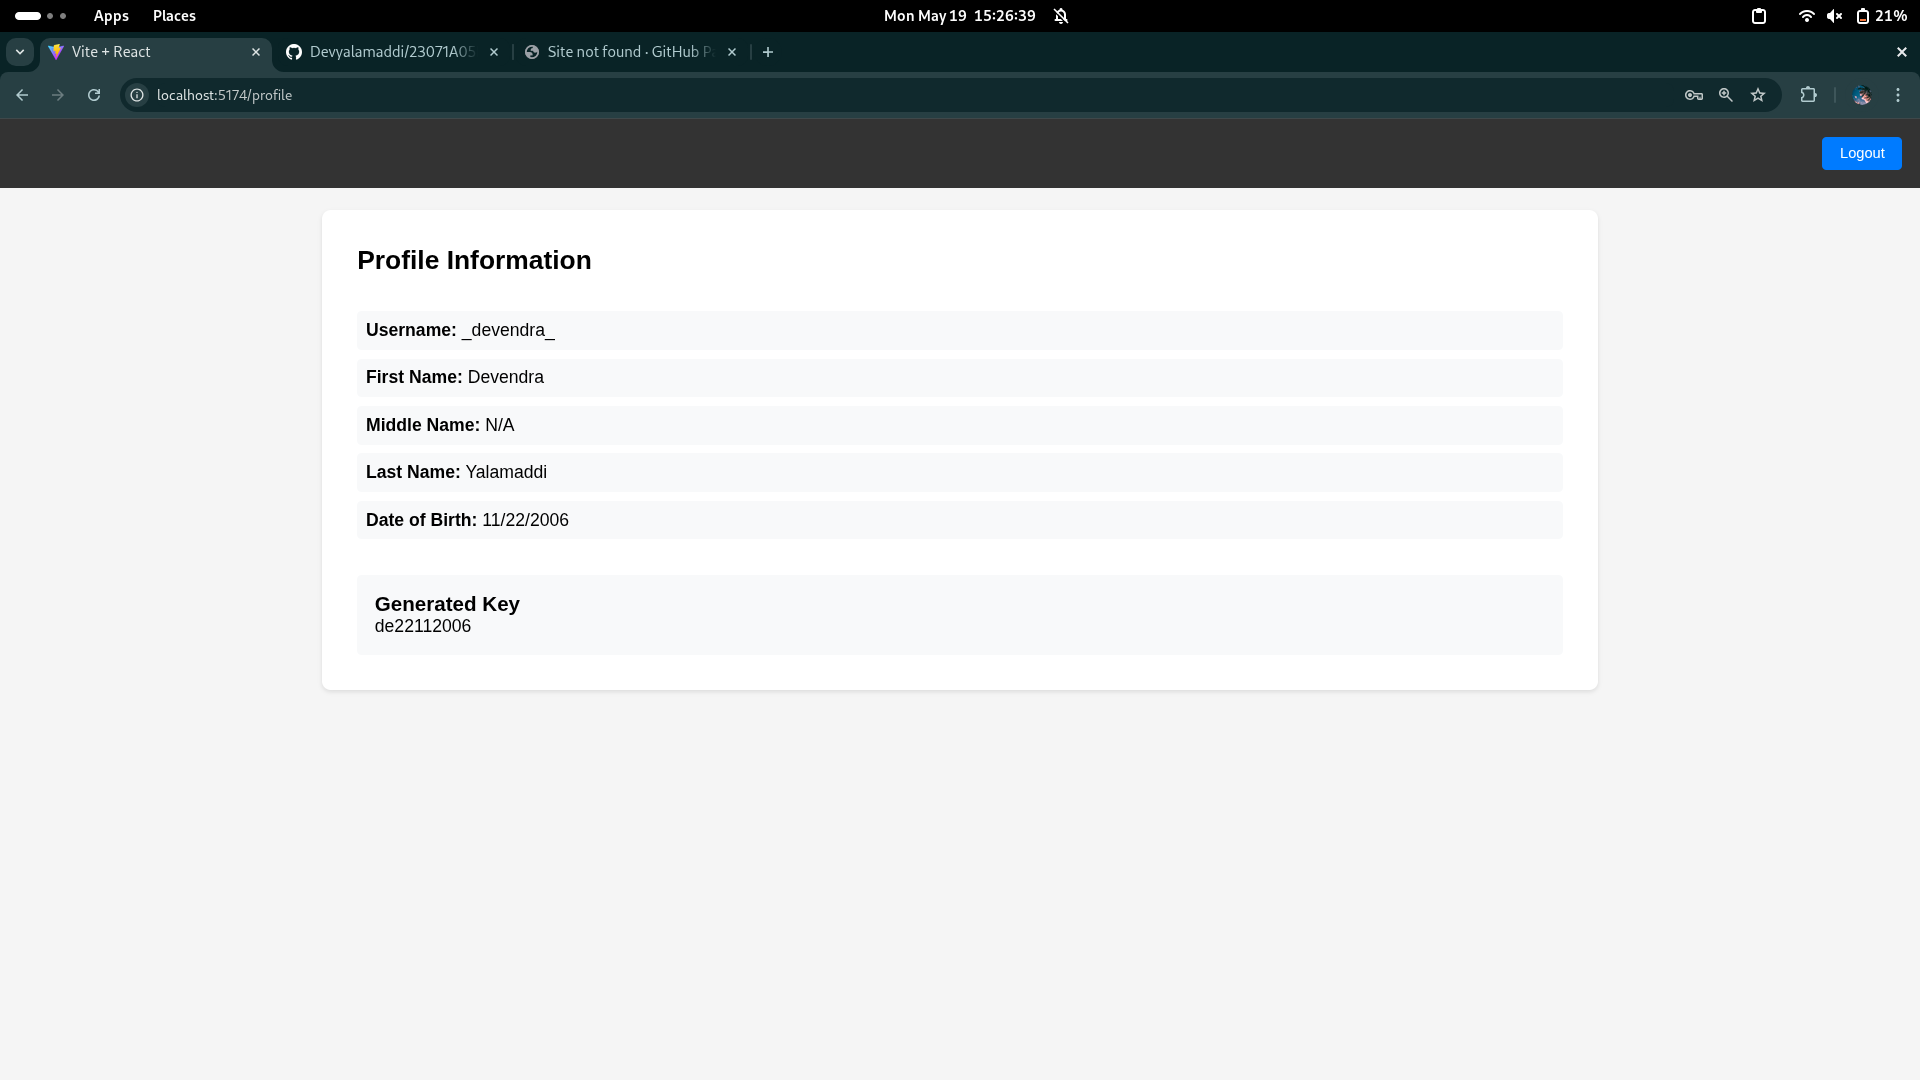 Apps Places Mon May 19 15:26:39 21%
Vite + React Devyalamaddi/23071A05 Site not found · GitHub P
localhost:5174/profile
Logout
Profile Information
Username: _devendra_
First Name: Devendra
Middle Name: N/A
Last Name: Yalamaddi
Date of Birth: 11/22/2006
Generated Key
de22112006